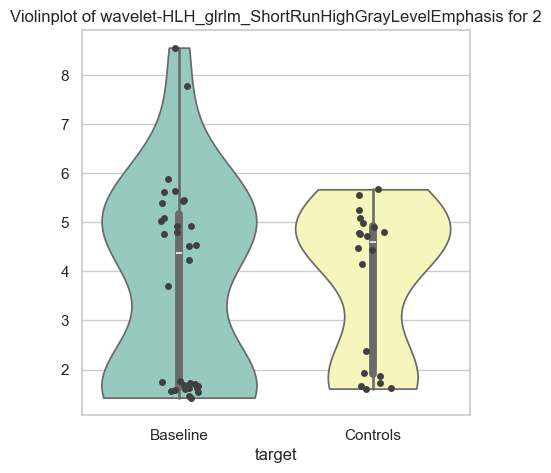 Violinplot of wavelet-HLH_glrlm_ShortRunHighGrayLevelEmphasis for 2
8
7
6
5
4
3
2
Baseline Controls
target